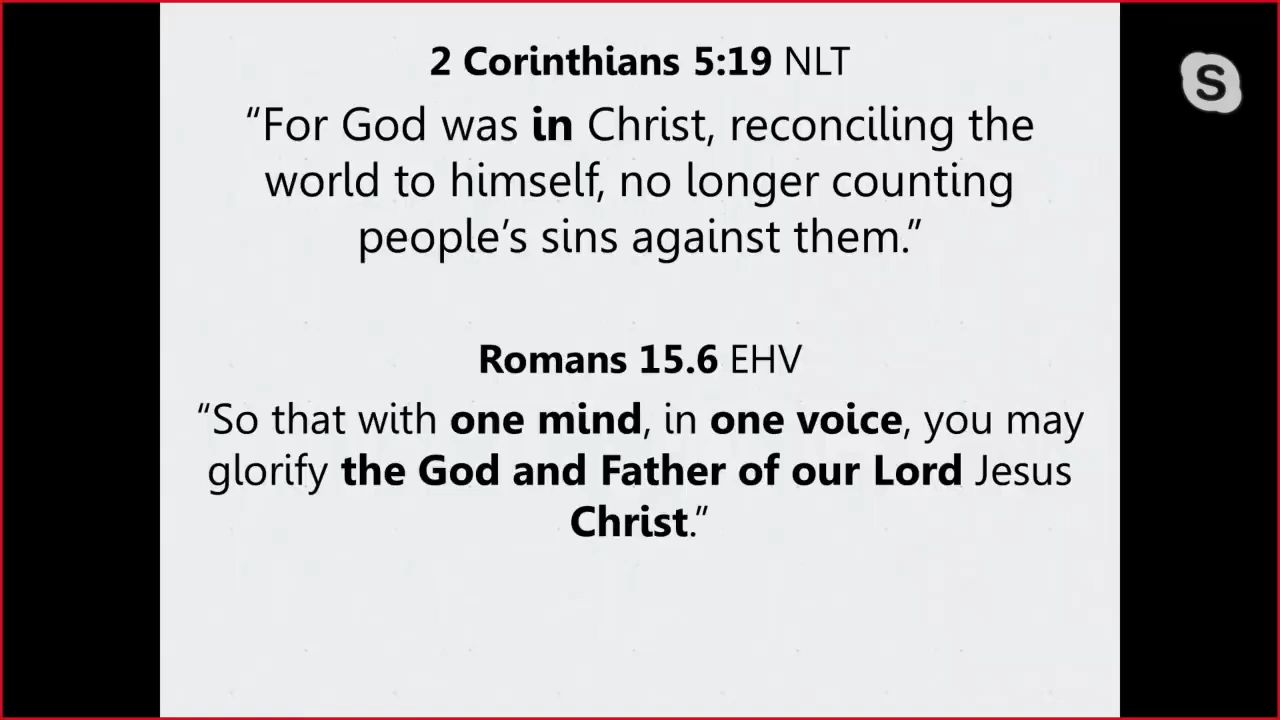 2 Corinthians 5:19 NLT
“For God was in Christ, reconciling the
world to himself, no longer counting
people’s sins against them.”
Romans 15.6 EHV
“So that with one mind, in one voice, you may
glorify the God and Father of our Lord Jesus
Christ.”
S